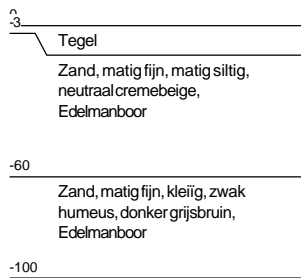 0
-3
Tegel
Zand, matig fijn, matig siltig,
neutraal cremebeige,
Edelmanboor
-60
Zand, matig fijn, kleiïg, zwak
humeus, donker grijsbruin,
Edelmanboor
-100